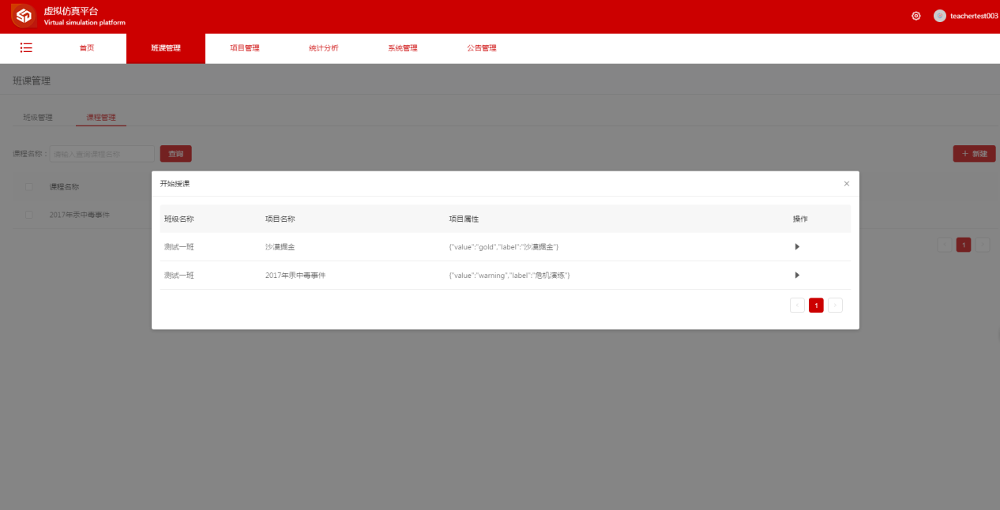 虚拟仿真平台
Virtual simulation platform
teachertest003
首页 班课管理 项目管理 统计分析 系统管理 公告管理
班课管理
班级管理 课程管理
课程名称： 请输入查询课程名称 查询 + 新建
课程名称
2017年汞中毒事件
1
开始授课
班级名称 项目名称 项目属性 操作
测试一班 沙漠掘金 {"value":"gold","label":"沙漠掘金"}
测试一班 2017年汞中毒事件 {"value":"warning","label":"危机演练"}
1